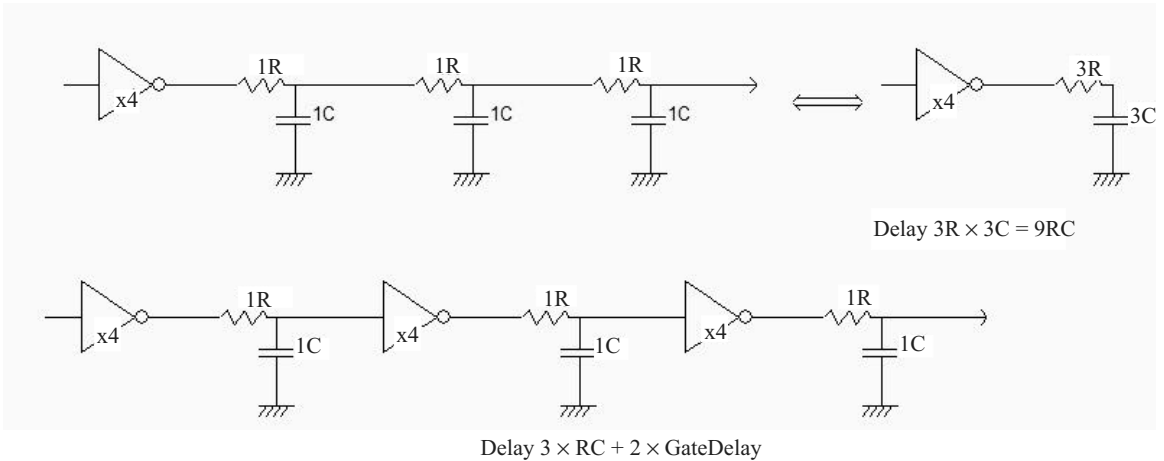 1R 1R 1R 3R
x4 1C 1C 1C x4 3C
Delay 3R × 3C = 9RC
1R 1R 1R
x4 1C x4 1C x4 1C
Delay 3 × RC + 2 × GateDelay